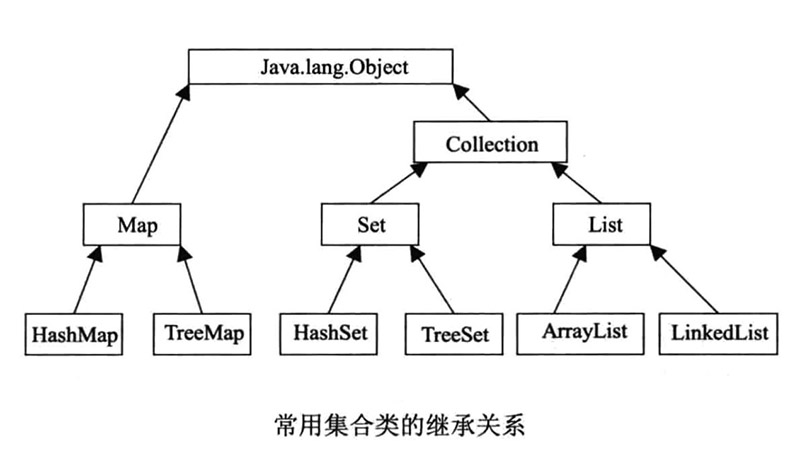 Java.lang.Object
Collection
Map
Set
List
HashMap
TreeMap
HashSet
TreeSet
ArrayList
LinkedList
常用集合类的继承关系